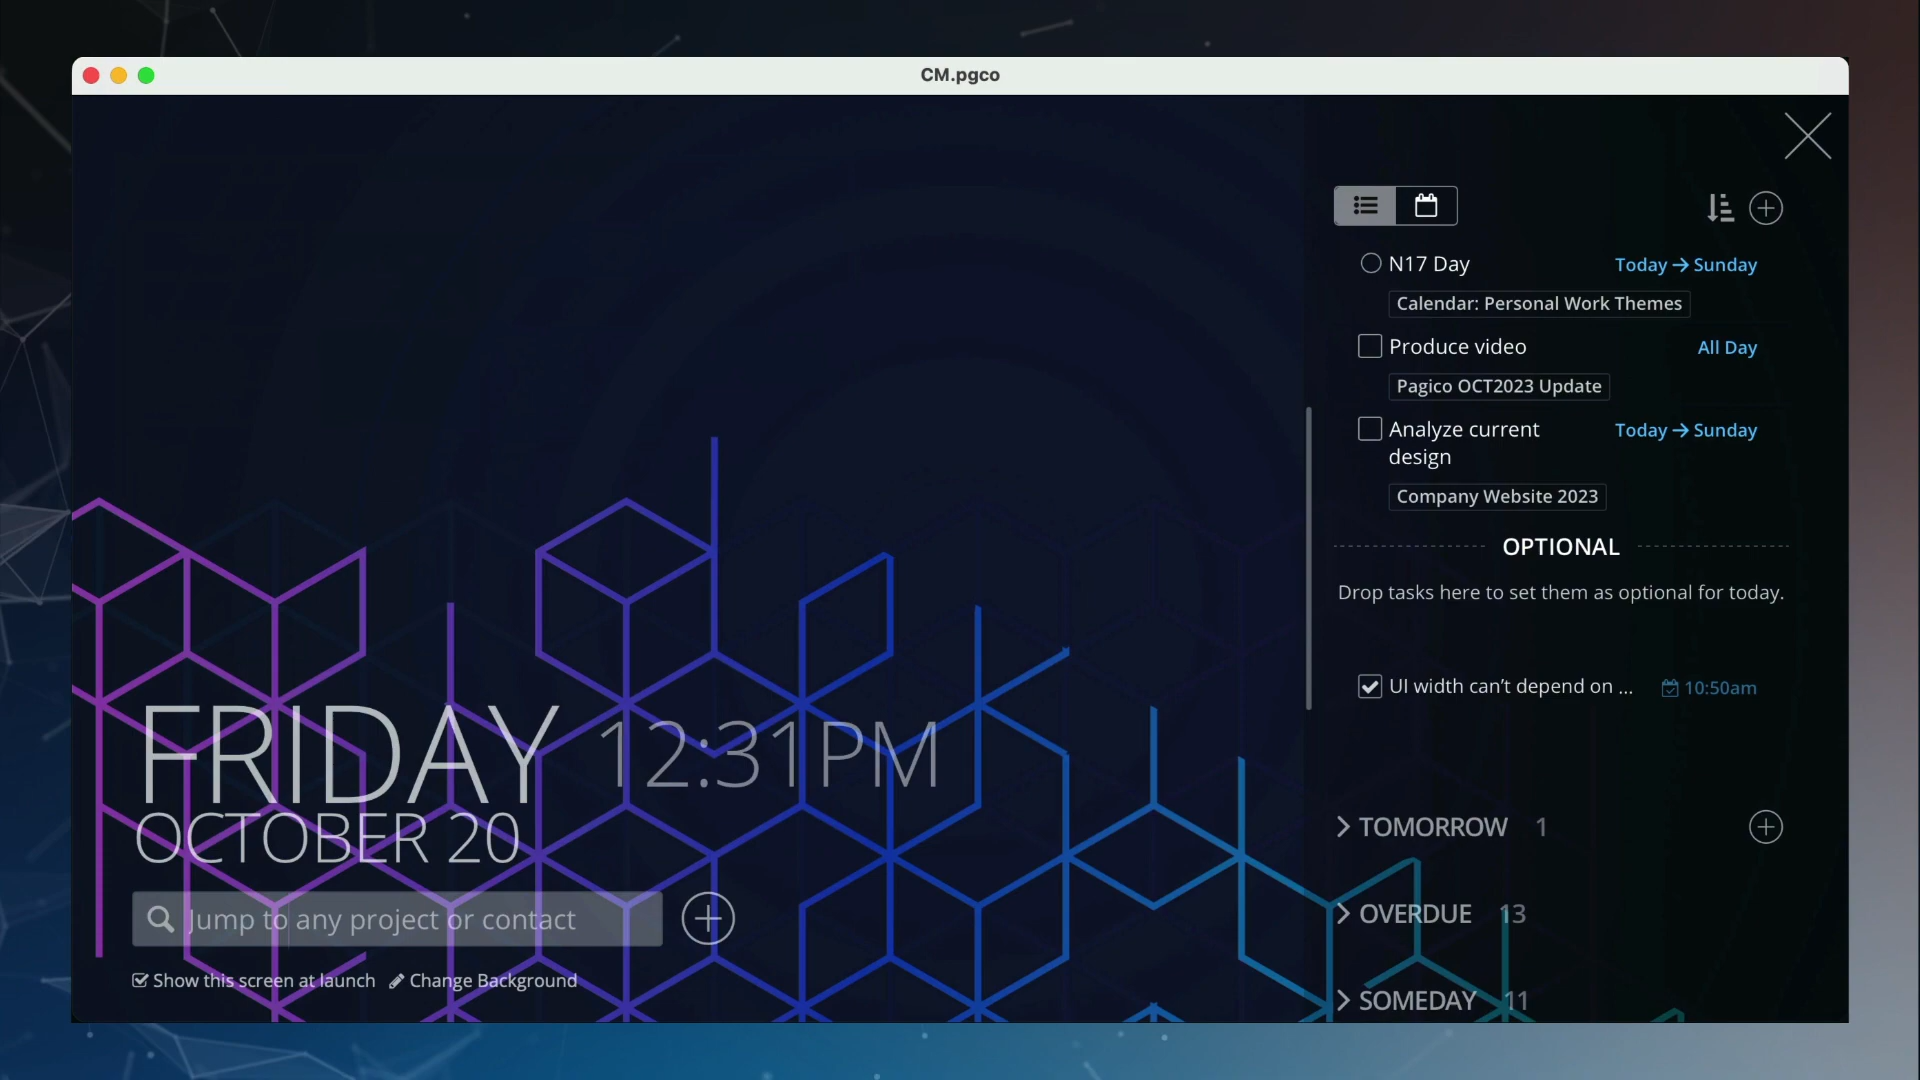 CM.pgco
N17 Day
Today → Sunday
Calendar: Personal Work Themes
Produce video
All Day
Pagico OCT2023 Update
Analyze current
design
Today → Sunday
Company Website 2023
OPTIONAL
Drop tasks here to set them as optional for today.
UI width can’t depend on ...
10:50am
TOMORROW 1
OVERDUE 13
SOMEDAY 11
FRIDAY 12:31PM
OCTOBER 20
Jump to any project or contact
Show this screen at launch
Change Background